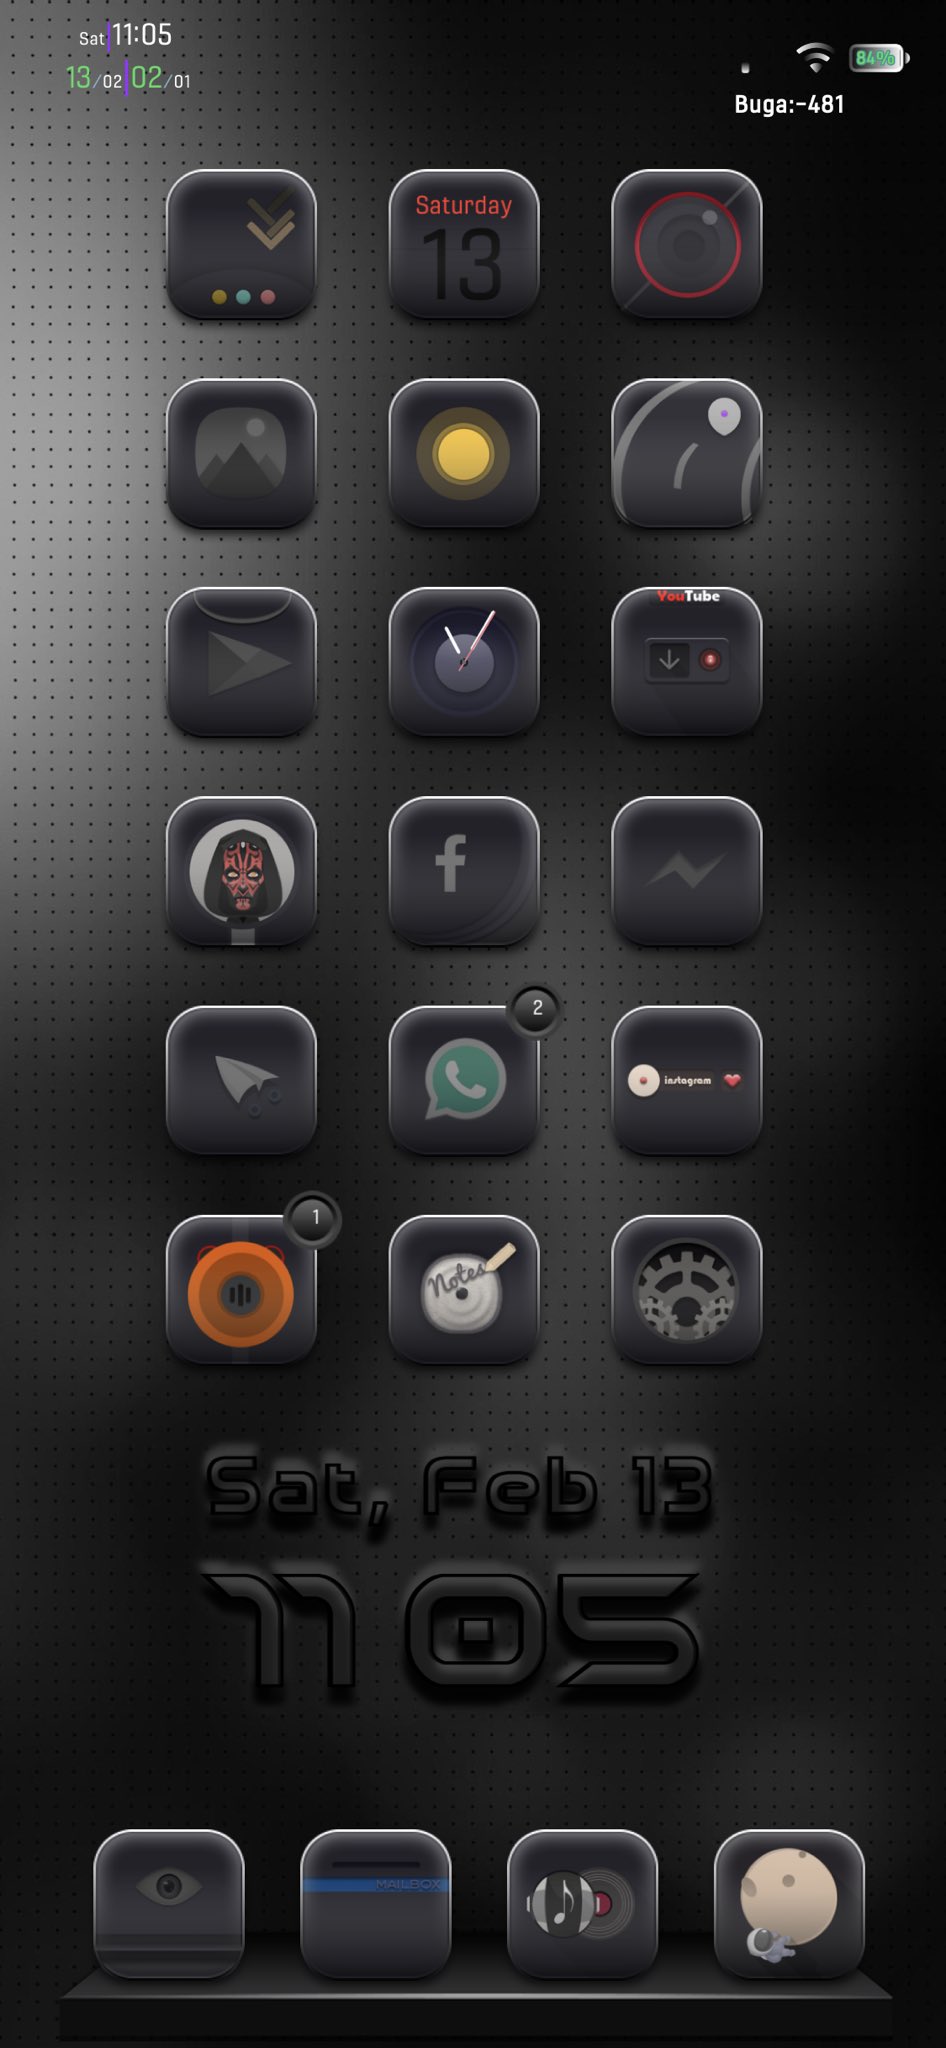 Sat 11:05
13/02 02/01
84%
Buga:-481
Saturday
13
YouTube
2
instagram
1
Notes
Sat, Feb 13
11 05
MAILBOX